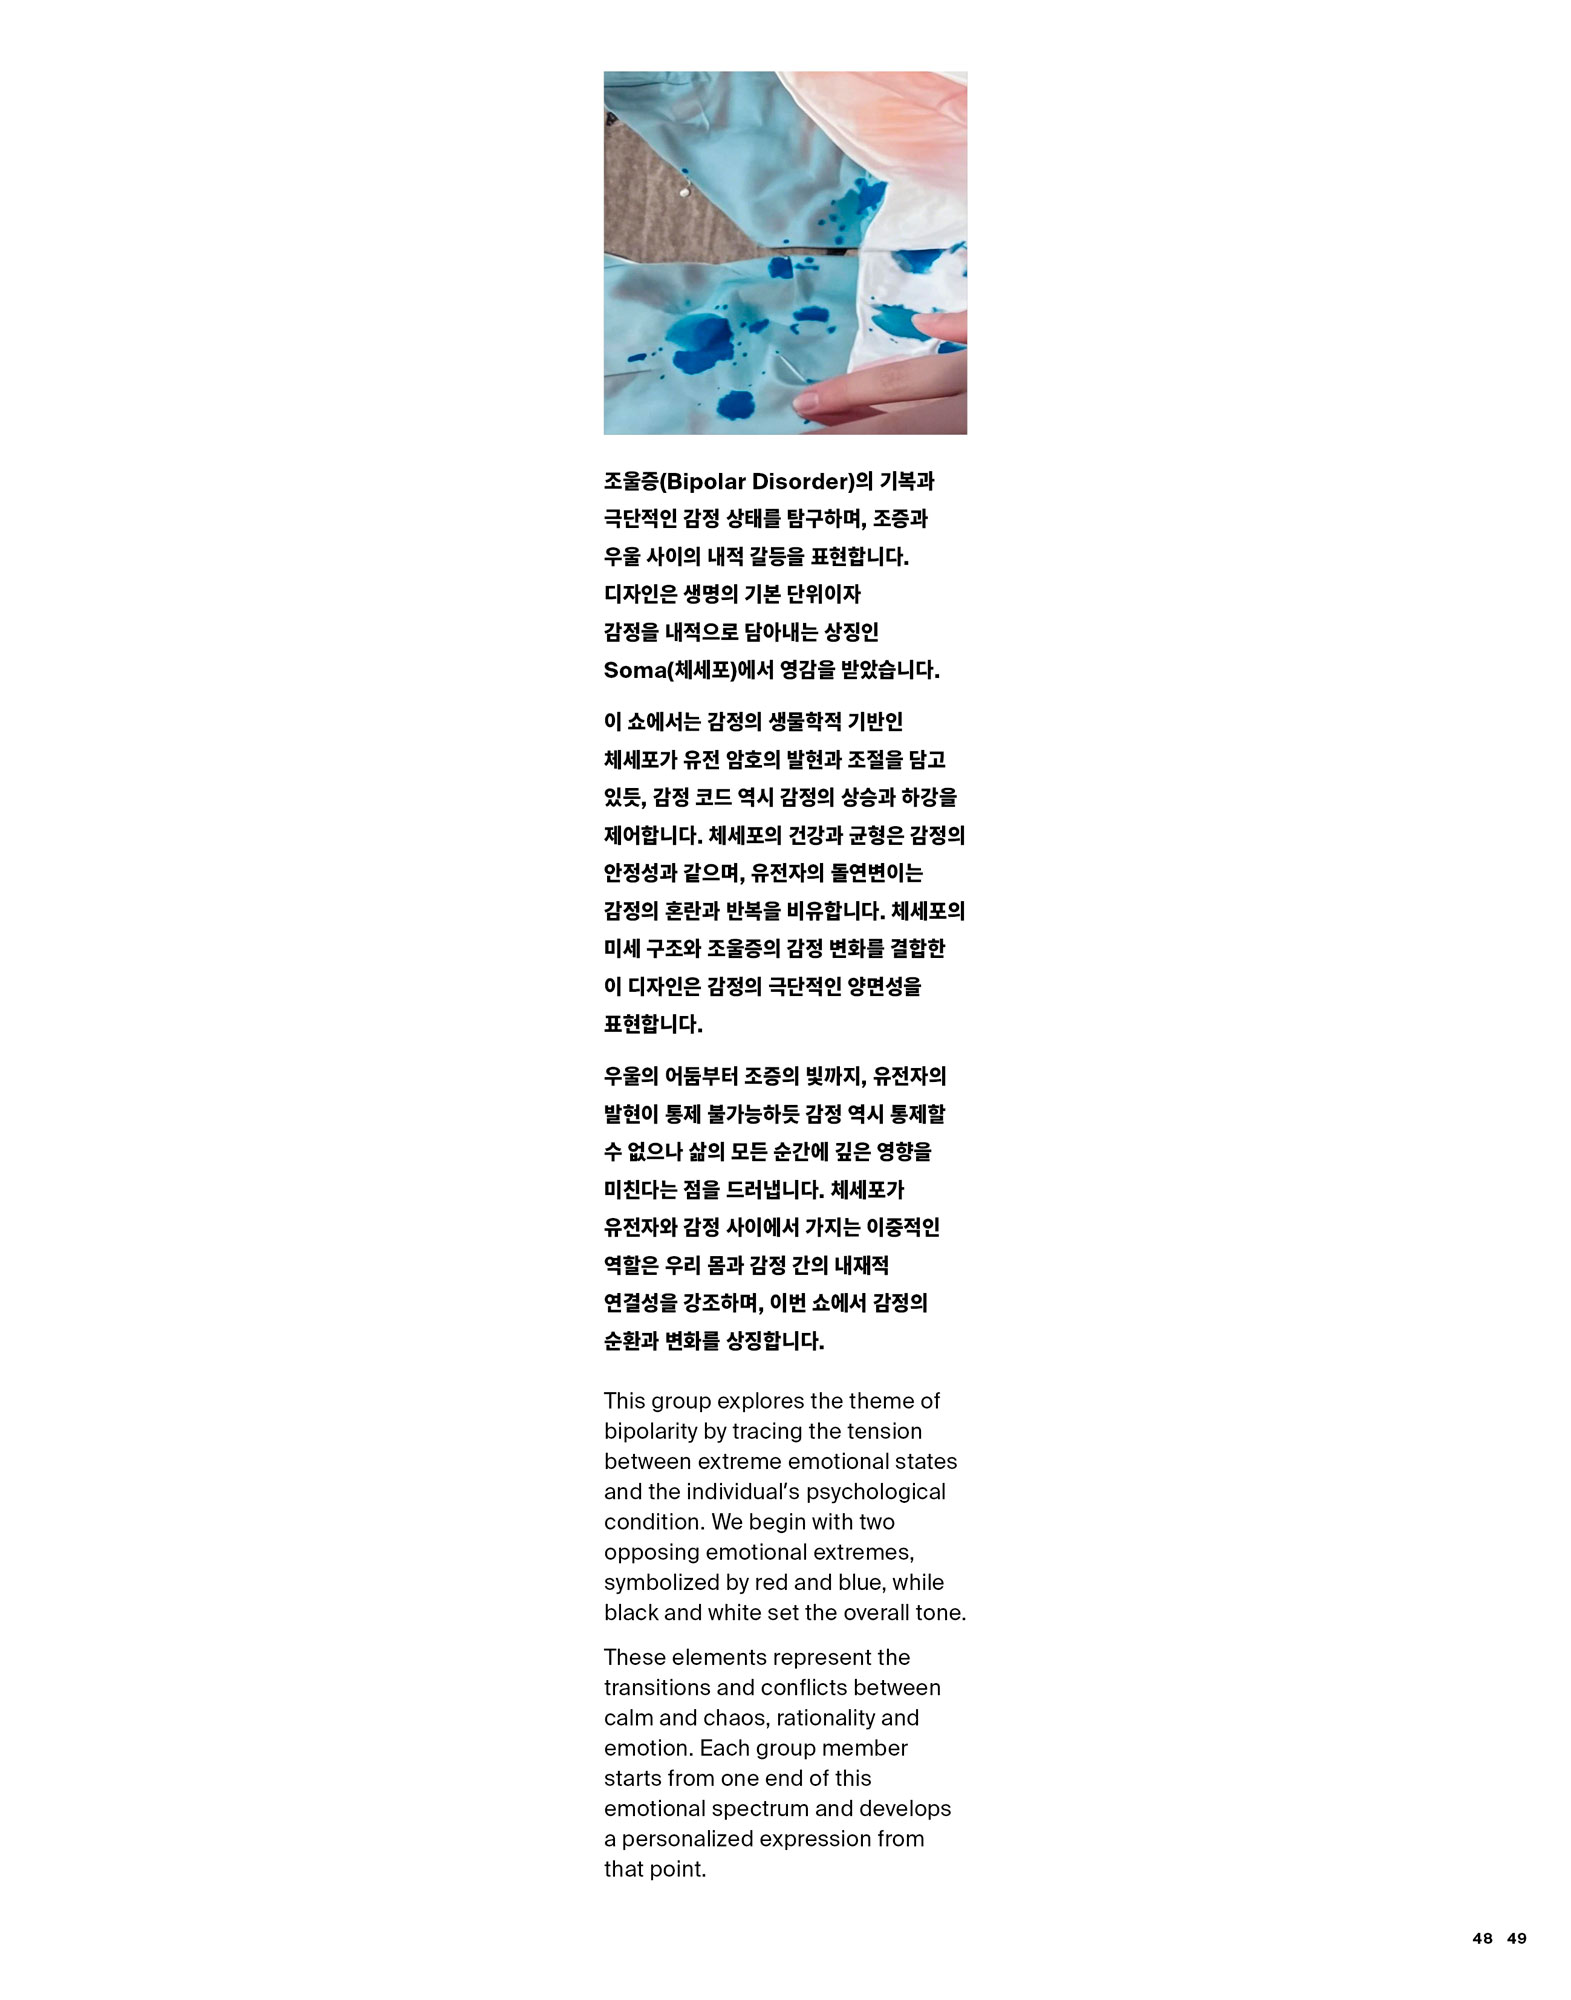 조울증(Bipolar Disorder)의 기복과
극단적인 감정 상태를 탐구하며, 조증과
우울 사이의 내적 갈등을 표현합니다.
디자인은 생명의 기본 단위이자
감정을 내적으로 담아내는 상징인
Soma(체세포)에서 영감을 받았습니다.
이 쇼에서는 감정의 생물학적 기반인
체세포가 유전 암호의 발현과 조절을 담고
있듯, 감정 코드 역시 감정의 상승과 하강을
제어합니다. 체세포의 건강과 균형은 감정의
안정성과 같으며, 유전자의 돌연변이는
감정의 혼란과 반복을 비유합니다. 체세포의
미세 구조와 조울증의 감정 변화를 결합한
이 디자인은 감정의 극단적인 양면성을
표현합니다.
우울의 어둠부터 조증의 빛까지, 유전자의
발현이 통제 불가능하듯 감정 역시 통제할
수 없으나 삶의 모든 순간에 깊은 영향을
미친다는 점을 드러냅니다. 체세포가
유전자와 감정 사이에서 가지는 이중적인
역할은 우리 몸과 감정 간의 내재적
연결성을 강조하며, 이번 쇼에서 감정의
순환과 변화를 상징합니다.
This group explores the theme of
bipolarity by tracing the tension
between extreme emotional states
and the individual’s psychological
condition. We begin with two
opposing emotional extremes,
symbolized by red and blue, while
black and white set the overall tone.
These elements represent the
transitions and conflicts between
calm and chaos, rationality and
emotion. Each group member
starts from one end of this
emotional spectrum and develops
a personalized expression from
that point.
48 49